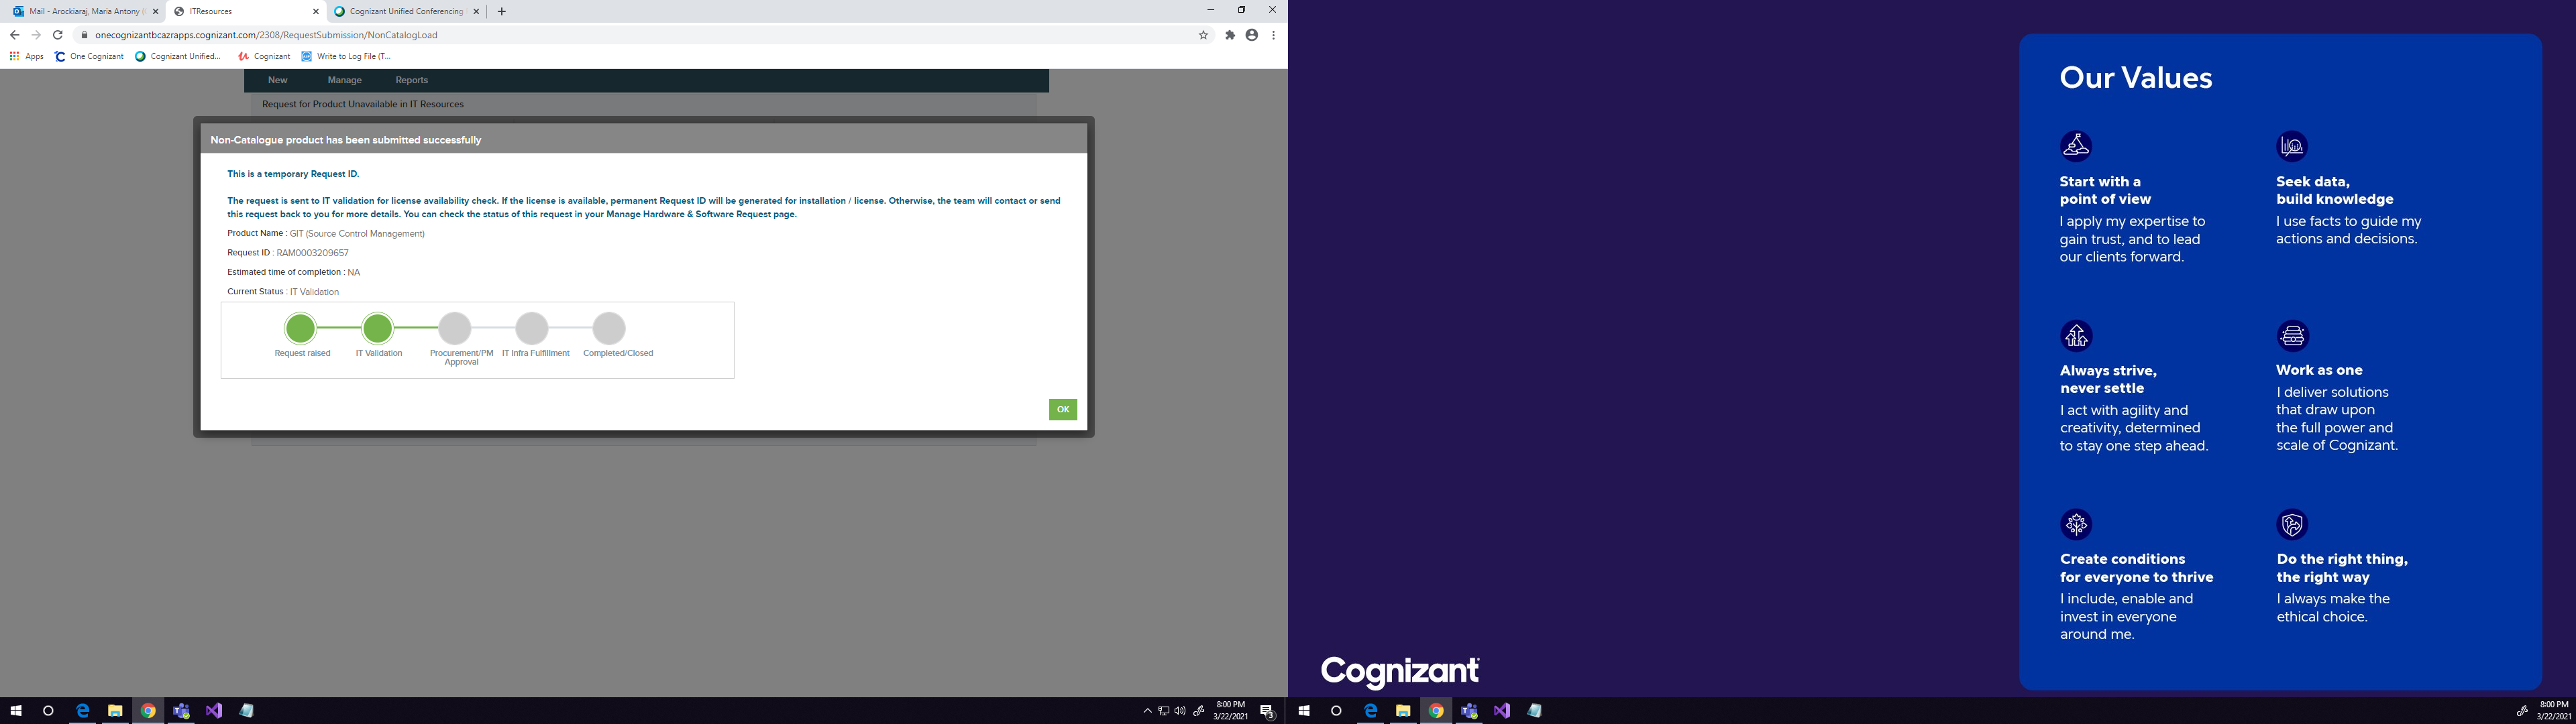 Mail - Arockiaraj, Maria Antony (
ITResources
Cognizant Unified Conferencing
onecognizantbcazrapps.cognizant.com/2308/RequestSubmission/NonCatalogLoad
Apps
One Cognizant
Cognizant Unified...
Cognizant
Write to Log File (T...
New
Manage
Reports
Request for Product Unavailable in IT Resources
Non-Catalogue product has been submitted successfully
This is a temporary Request ID.
The request is sent to IT validation for license availability check. If the license is available, permanent Request ID will be generated for installation / license. Otherwise, the team will contact or send
this request back to you for more details. You can check the status of this request in your Manage Hardware & Software Request page.
Product Name : GIT (Source Control Management)
Request ID : RAM0003209657
Estimated time of completion : NA
Current Status : IT Validation
Request raised
IT Validation
Procurement/PM
Approval
IT Infra Fulfillment
Completed/Closed
OK
8:00 PM
3/22/2021
3
Our Values
Start with a
point of view
I apply my expertise to
gain trust, and to lead
our clients forward.
Seek data,
build knowledge
I use facts to guide my
actions and decisions.
Always strive,
never settle
I act with agility and
creativity, determined
to stay one step ahead.
Work as one
I deliver solutions
that draw upon
the full power and
scale of Cognizant.
Create conditions
for everyone to thrive
I include, enable and
invest in everyone
around me.
Do the right thing,
the right way
I always make the
ethical choice.
Cognizant
8:00 PM
3/22/2021